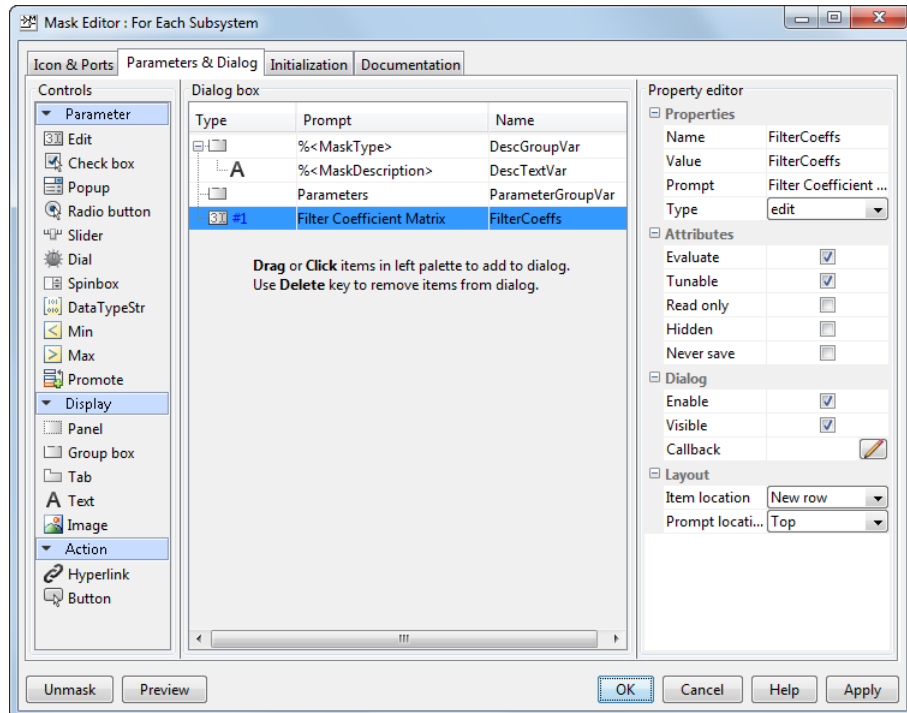 Mask Editor : For Each Subsystem
Icon & Ports Parameters & Dialog Initialization Documentation
Controls
Parameter
Edit
Check box
Popup
Radio button
Slider
Dial
Spinbox
DataTypeStr
Min
Max
Promote
Display
Panel
Group box
Tab
A Text
Image
Action
Hyperlink
Button
Dialog box
Type Prompt Name
%<MaskType> DescGroupVar
A %<MaskDescription> DescTextVar
Parameters ParameterGroupVar
#1 Filter Coefficient Matrix FilterCoeffs
Drag or Click items in left palette to add to dialog.
Use Delete key to remove items from dialog.
Property editor
Properties
Name FilterCoeffs
Value FilterCoeffs
Prompt Filter Coefficient ...
Type edit
Attributes
Evaluate
Tunable
Read only
Hidden
Never save
Dialog
Enable
Visible
Callback
Layout
Item location New row
Prompt locati... Top
Unmask Preview OK Cancel Help Apply